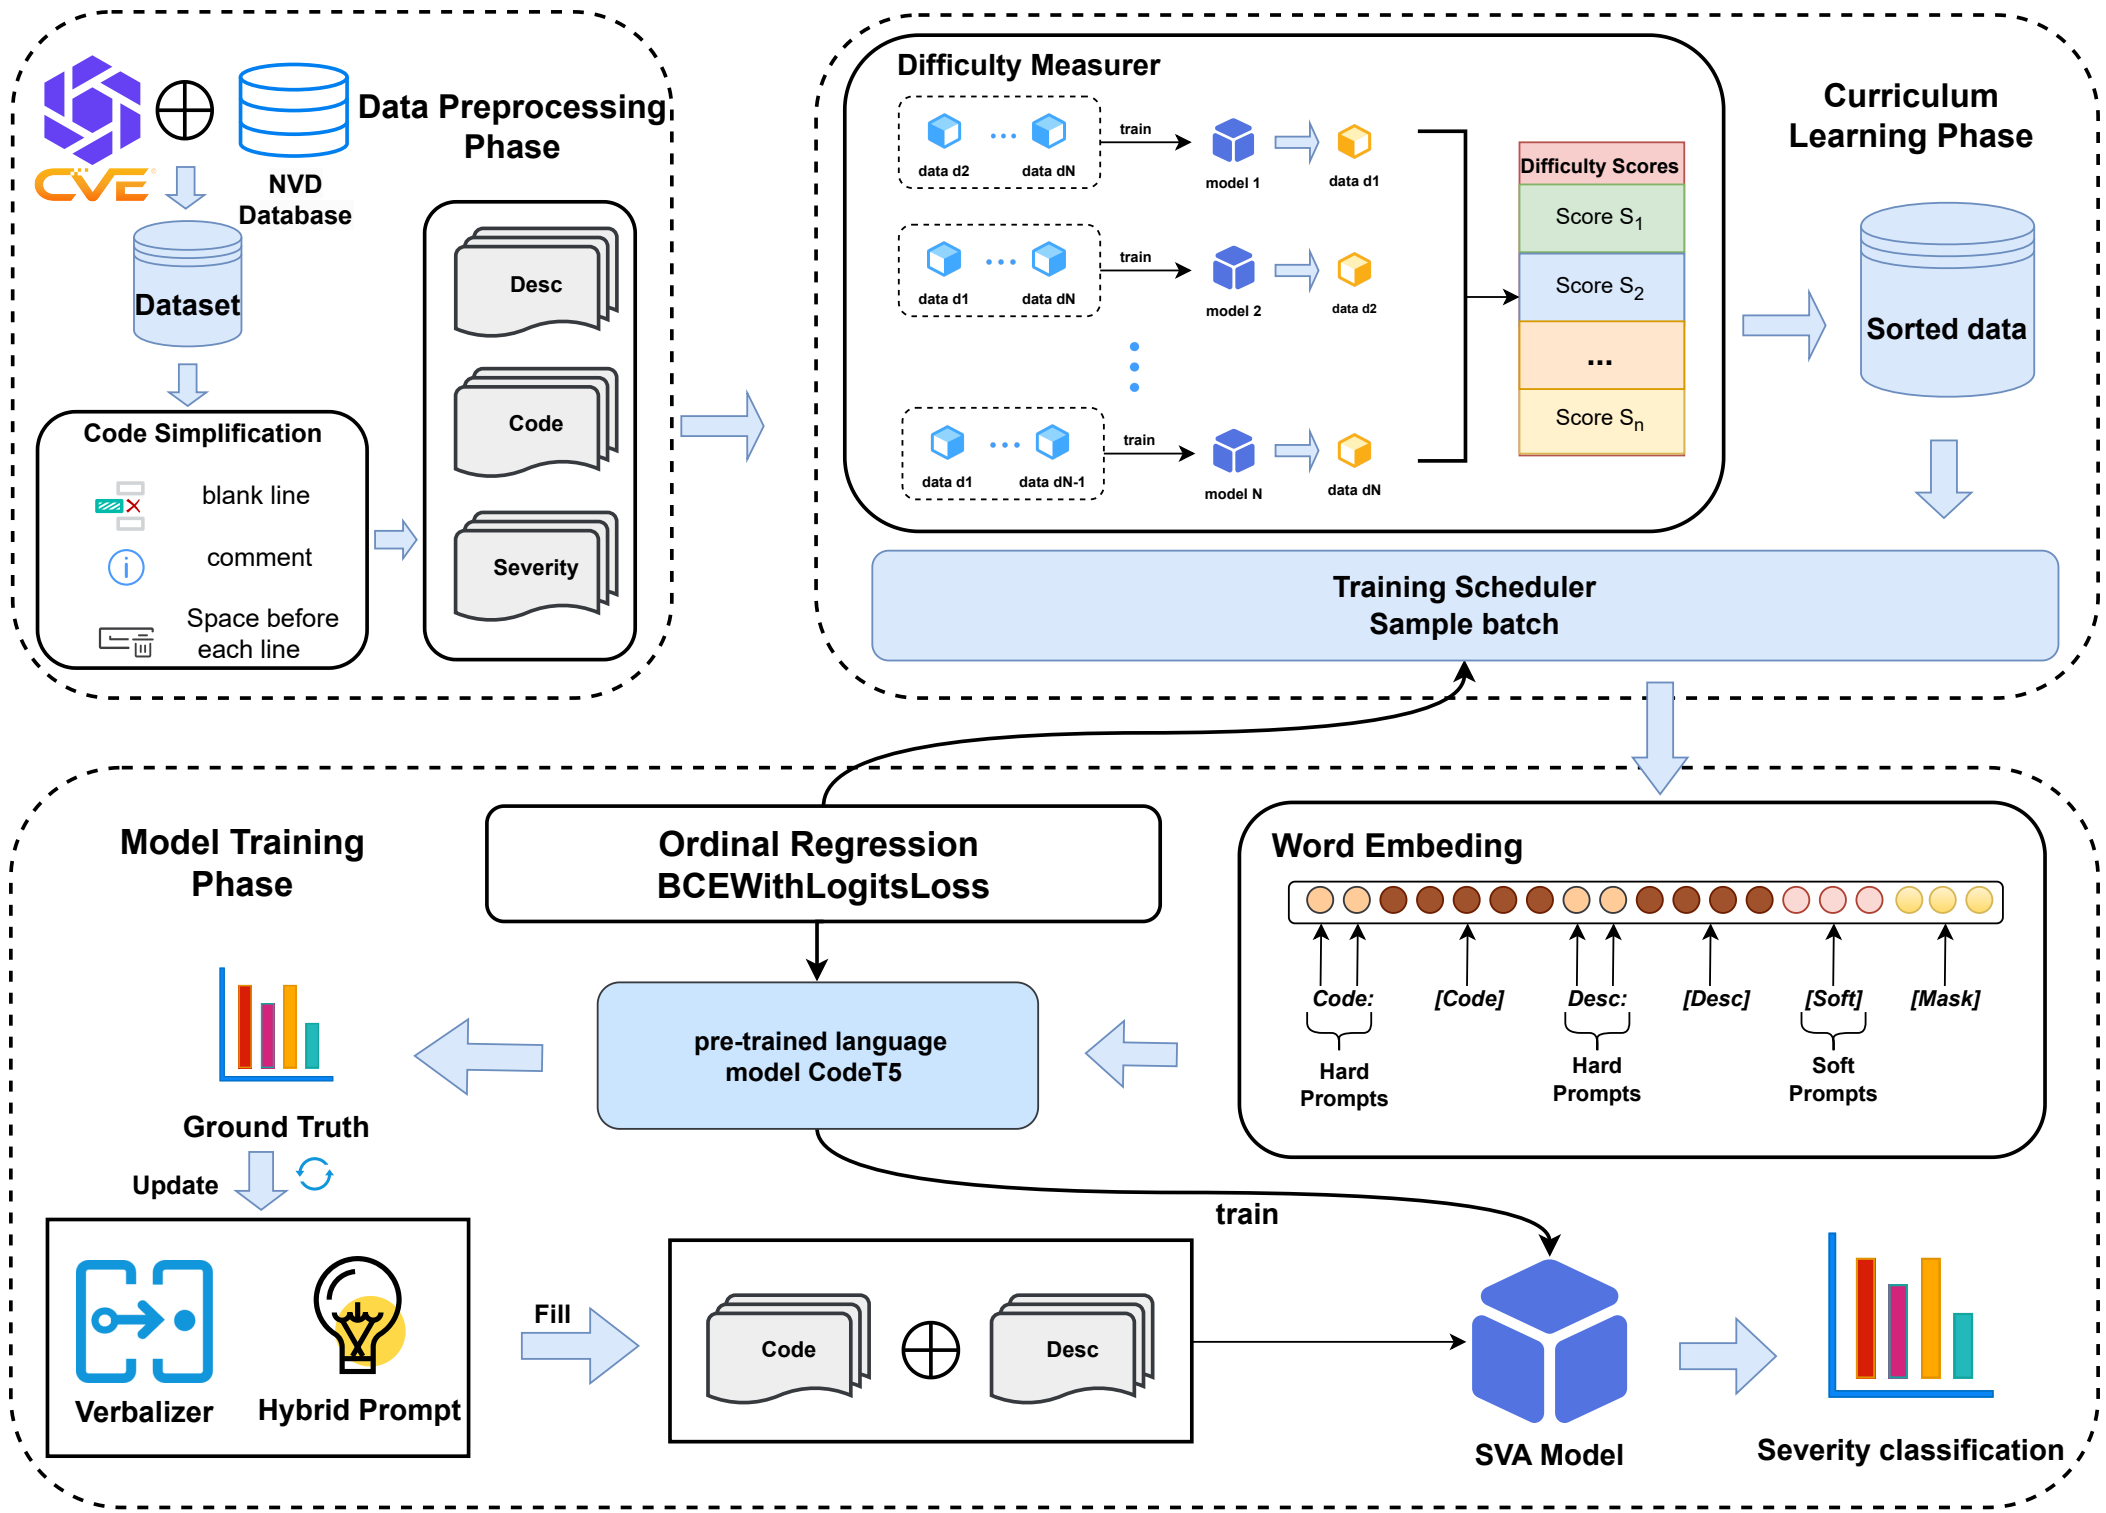 Data Preprocessing
Phase
CVE
NVD
Database
Dataset
Code Simplification
blank line
comment
Space before
each line
Desc
Code
Severity
Difficulty Measurer
data d2
data dN
train
model 1
data d1
data d1
data dN
train
model 2
data d2
data d1
data dN-1
train
model N
data dN
Difficulty Scores
Score S1
Score S2
...
Score Sn
Curriculum
Learning Phase
Sorted data
Training Scheduler
Sample batch
Model Training
Phase
Ordinal Regression
BCEWithLogitsLoss
Word Embeding
Code:
[Code]
Desc:
[Desc]
[Soft]
[Mask]
Hard
Prompts
Hard
Prompts
Soft
Prompts
pre-trained language
model CodeT5
Ground Truth
Update
train
Verbalizer
Hybrid Prompt
Fill
Code
Desc
SVA Model
Severity classification